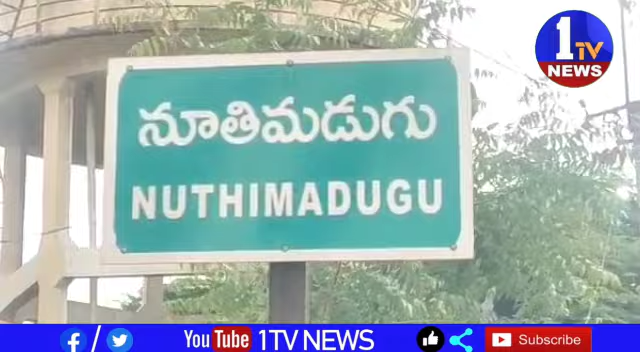 1TV
NEWS
నూతిమడుగు
NUTHIMADUGU
YouTube 1TV NEWS
Subscribe